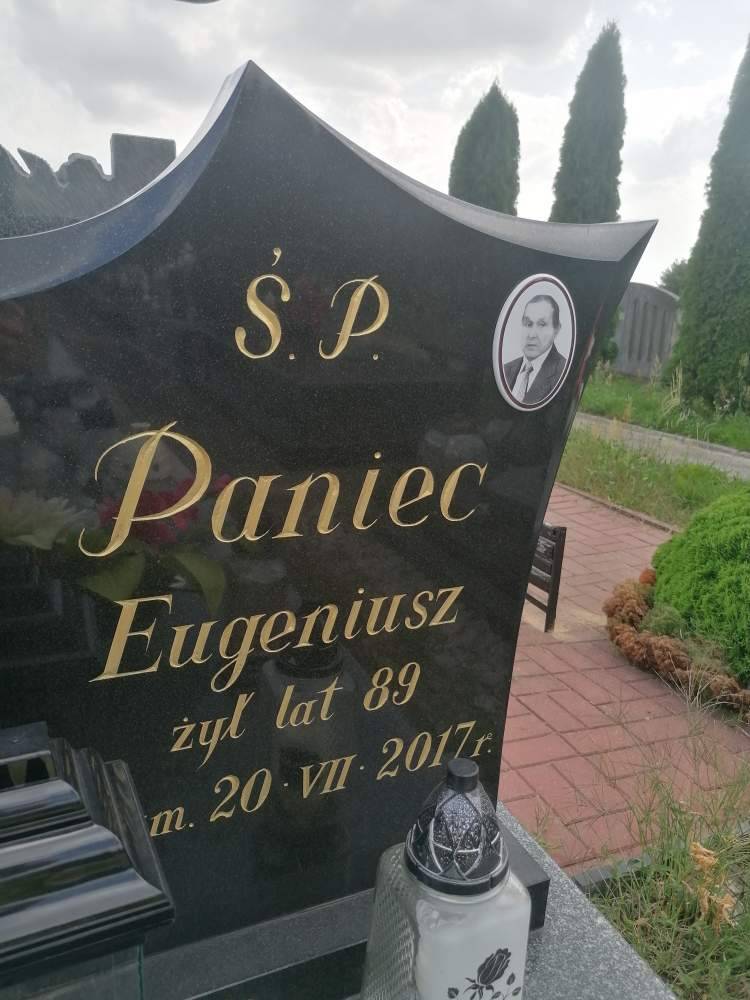 Ś. P.
Paniec
Eugeniusz
żył lat 89
zm. 20·VII·2017r.